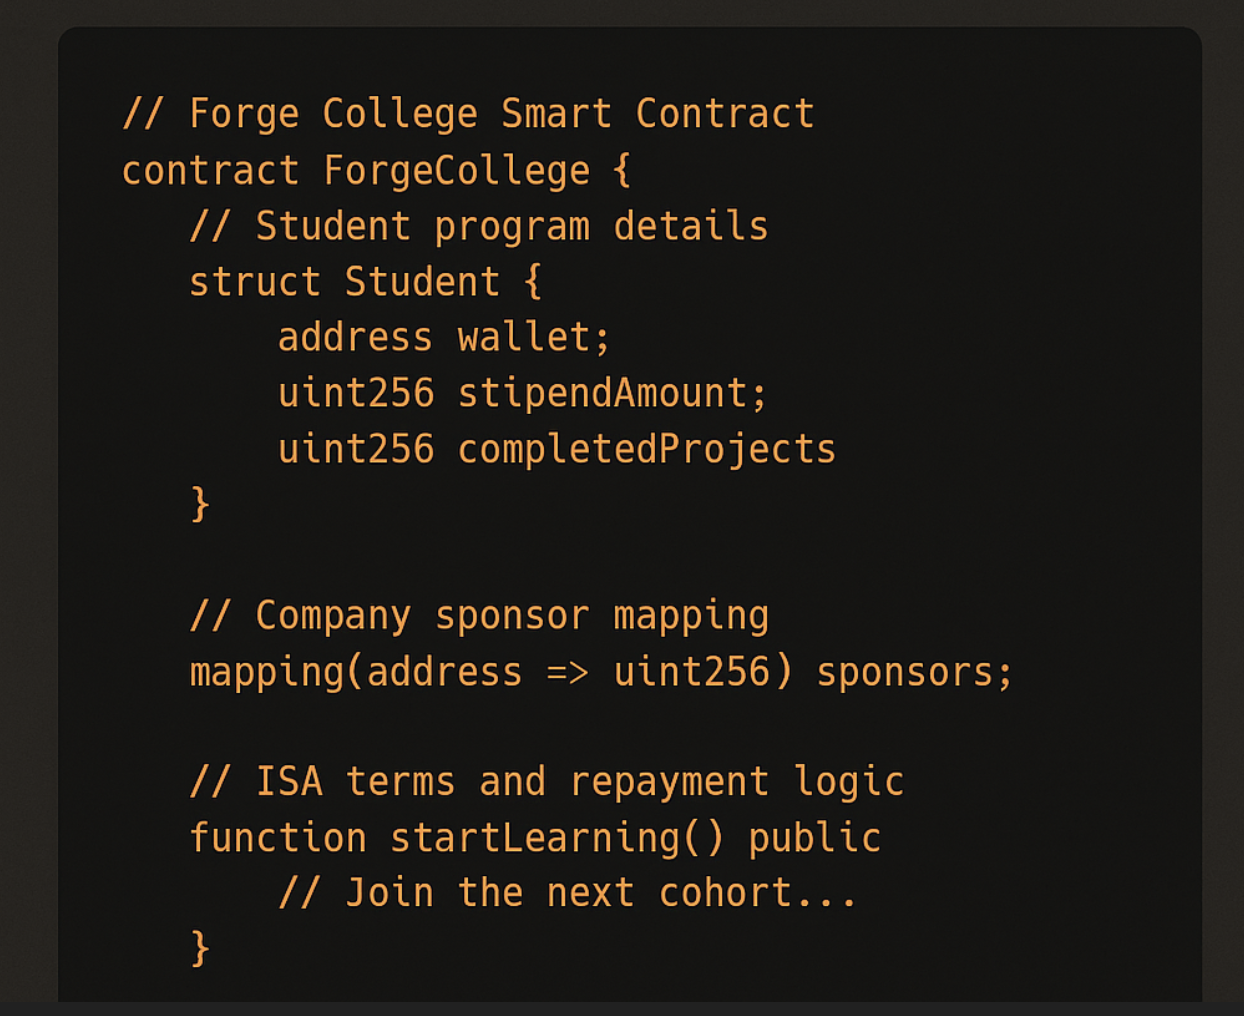 // Forge College Smart Contract
contract ForgeCollege {
// Student program details
struct Student {
address wallet;
uint256 stipendAmount;
uint256 completedProjects
}
// Company sponsor mapping
mapping(address => uint256) sponsors;
// ISA terms and repayment logic
function startLearning() public
// Join the next cohort...
}